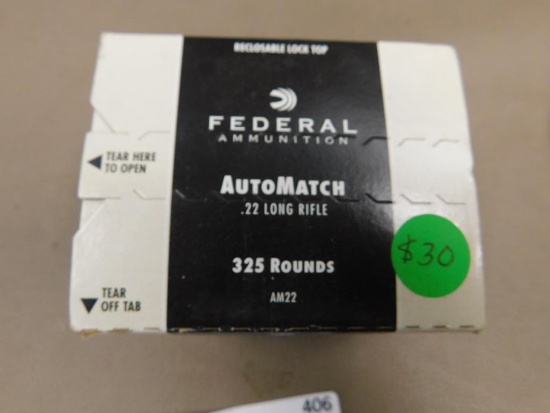 RECLOSABLE LOCK TOP
FEDERAL
AMMUNITION
TEAR HERE
TO OPEN
AUTOMATCH
.22 LONG RIFLE
$30
325 ROUNDS
TEAR
OFF TAB
AM22
406